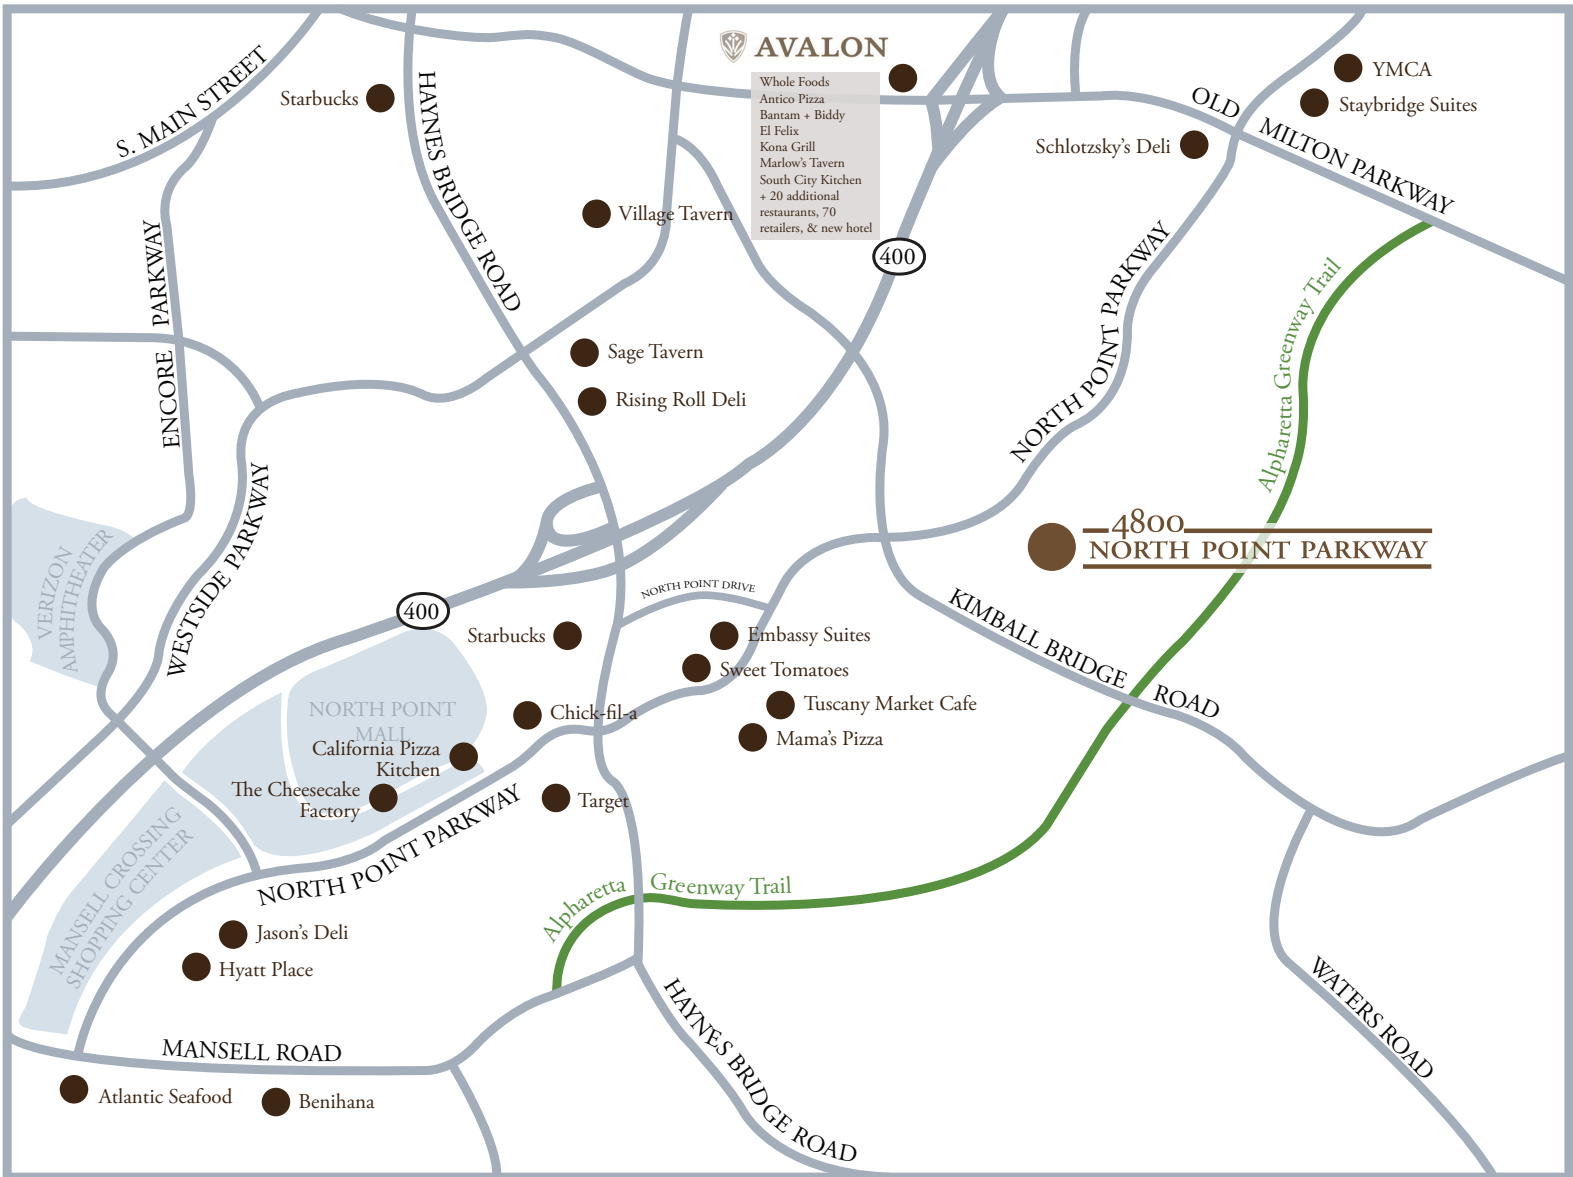 AVALON
Whole Foods
Antico Pizza
Bantam + Biddy
El Felix
Kona Grill
Marlow's Tavern
South City Kitchen
+ 20 additional
restaurants, 70
retailers, & new hotel
YMCA
Staybridge Suites
Schlotzsky's Deli
OLD MILTON PARKWAY
S. MAIN STREET
Starbucks
HAYNES BRIDGE ROAD
Village Tavern
400
ENCORE PARKWAY
NORTH POINT PARKWAY
Alpharetta Greenway Trail
Sage Tavern
Rising Roll Deli
WESTSIDE PARKWAY
VERIZON
AMPHITHEATER
4800
NORTH POINT PARKWAY
400
NORTH POINT DRIVE
Starbucks
Embassy Suites
Sweet Tomatoes
KIMBALL BRIDGE ROAD
NORTH POINT
MALL
Chick-fil-a
Tuscany Market Cafe
Mama's Pizza
California Pizza
Kitchen
The Cheesecake
Factory
Target
NORTH POINT PARKWAY
MANSELL CROSSING
SHOPPING CENTER
Alpharetta Greenway Trail
Jason's Deli
Hyatt Place
HAYNES BRIDGE ROAD
WATERS ROAD
MANSELL ROAD
Atlantic Seafood
Benihana